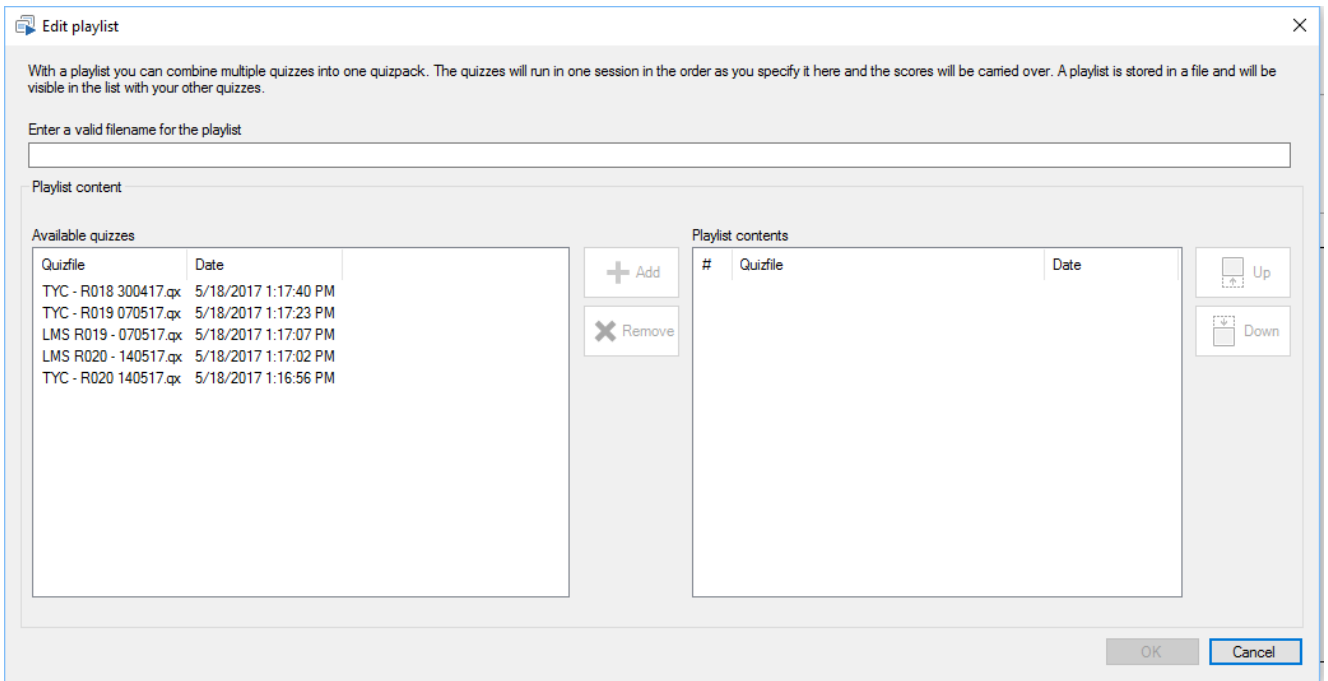 Edit playlist
With a playlist you can combine multiple quizzes into one quizpack. The quizzes will run in one session in the order as you specify it here and the scores will be carried over. A playlist is stored in a file and will be
visible in the list with your other quizzes.
Enter a valid filename for the playlist
Playlist content
Available quizzes
Quizfile Date
TYC - R018 300417.qx 5/18/2017 1:17:40 PM
TYC - R019 070517.qx 5/18/2017 1:17:23 PM
LMS R019 - 070517.qx 5/18/2017 1:17:07 PM
LMS R020 - 140517.qx 5/18/2017 1:17:02 PM
TYC - R020 140517.qx 5/18/2017 1:16:56 PM
Add
Remove
Playlist contents
# Quizfile Date
Up
Down
OK Cancel